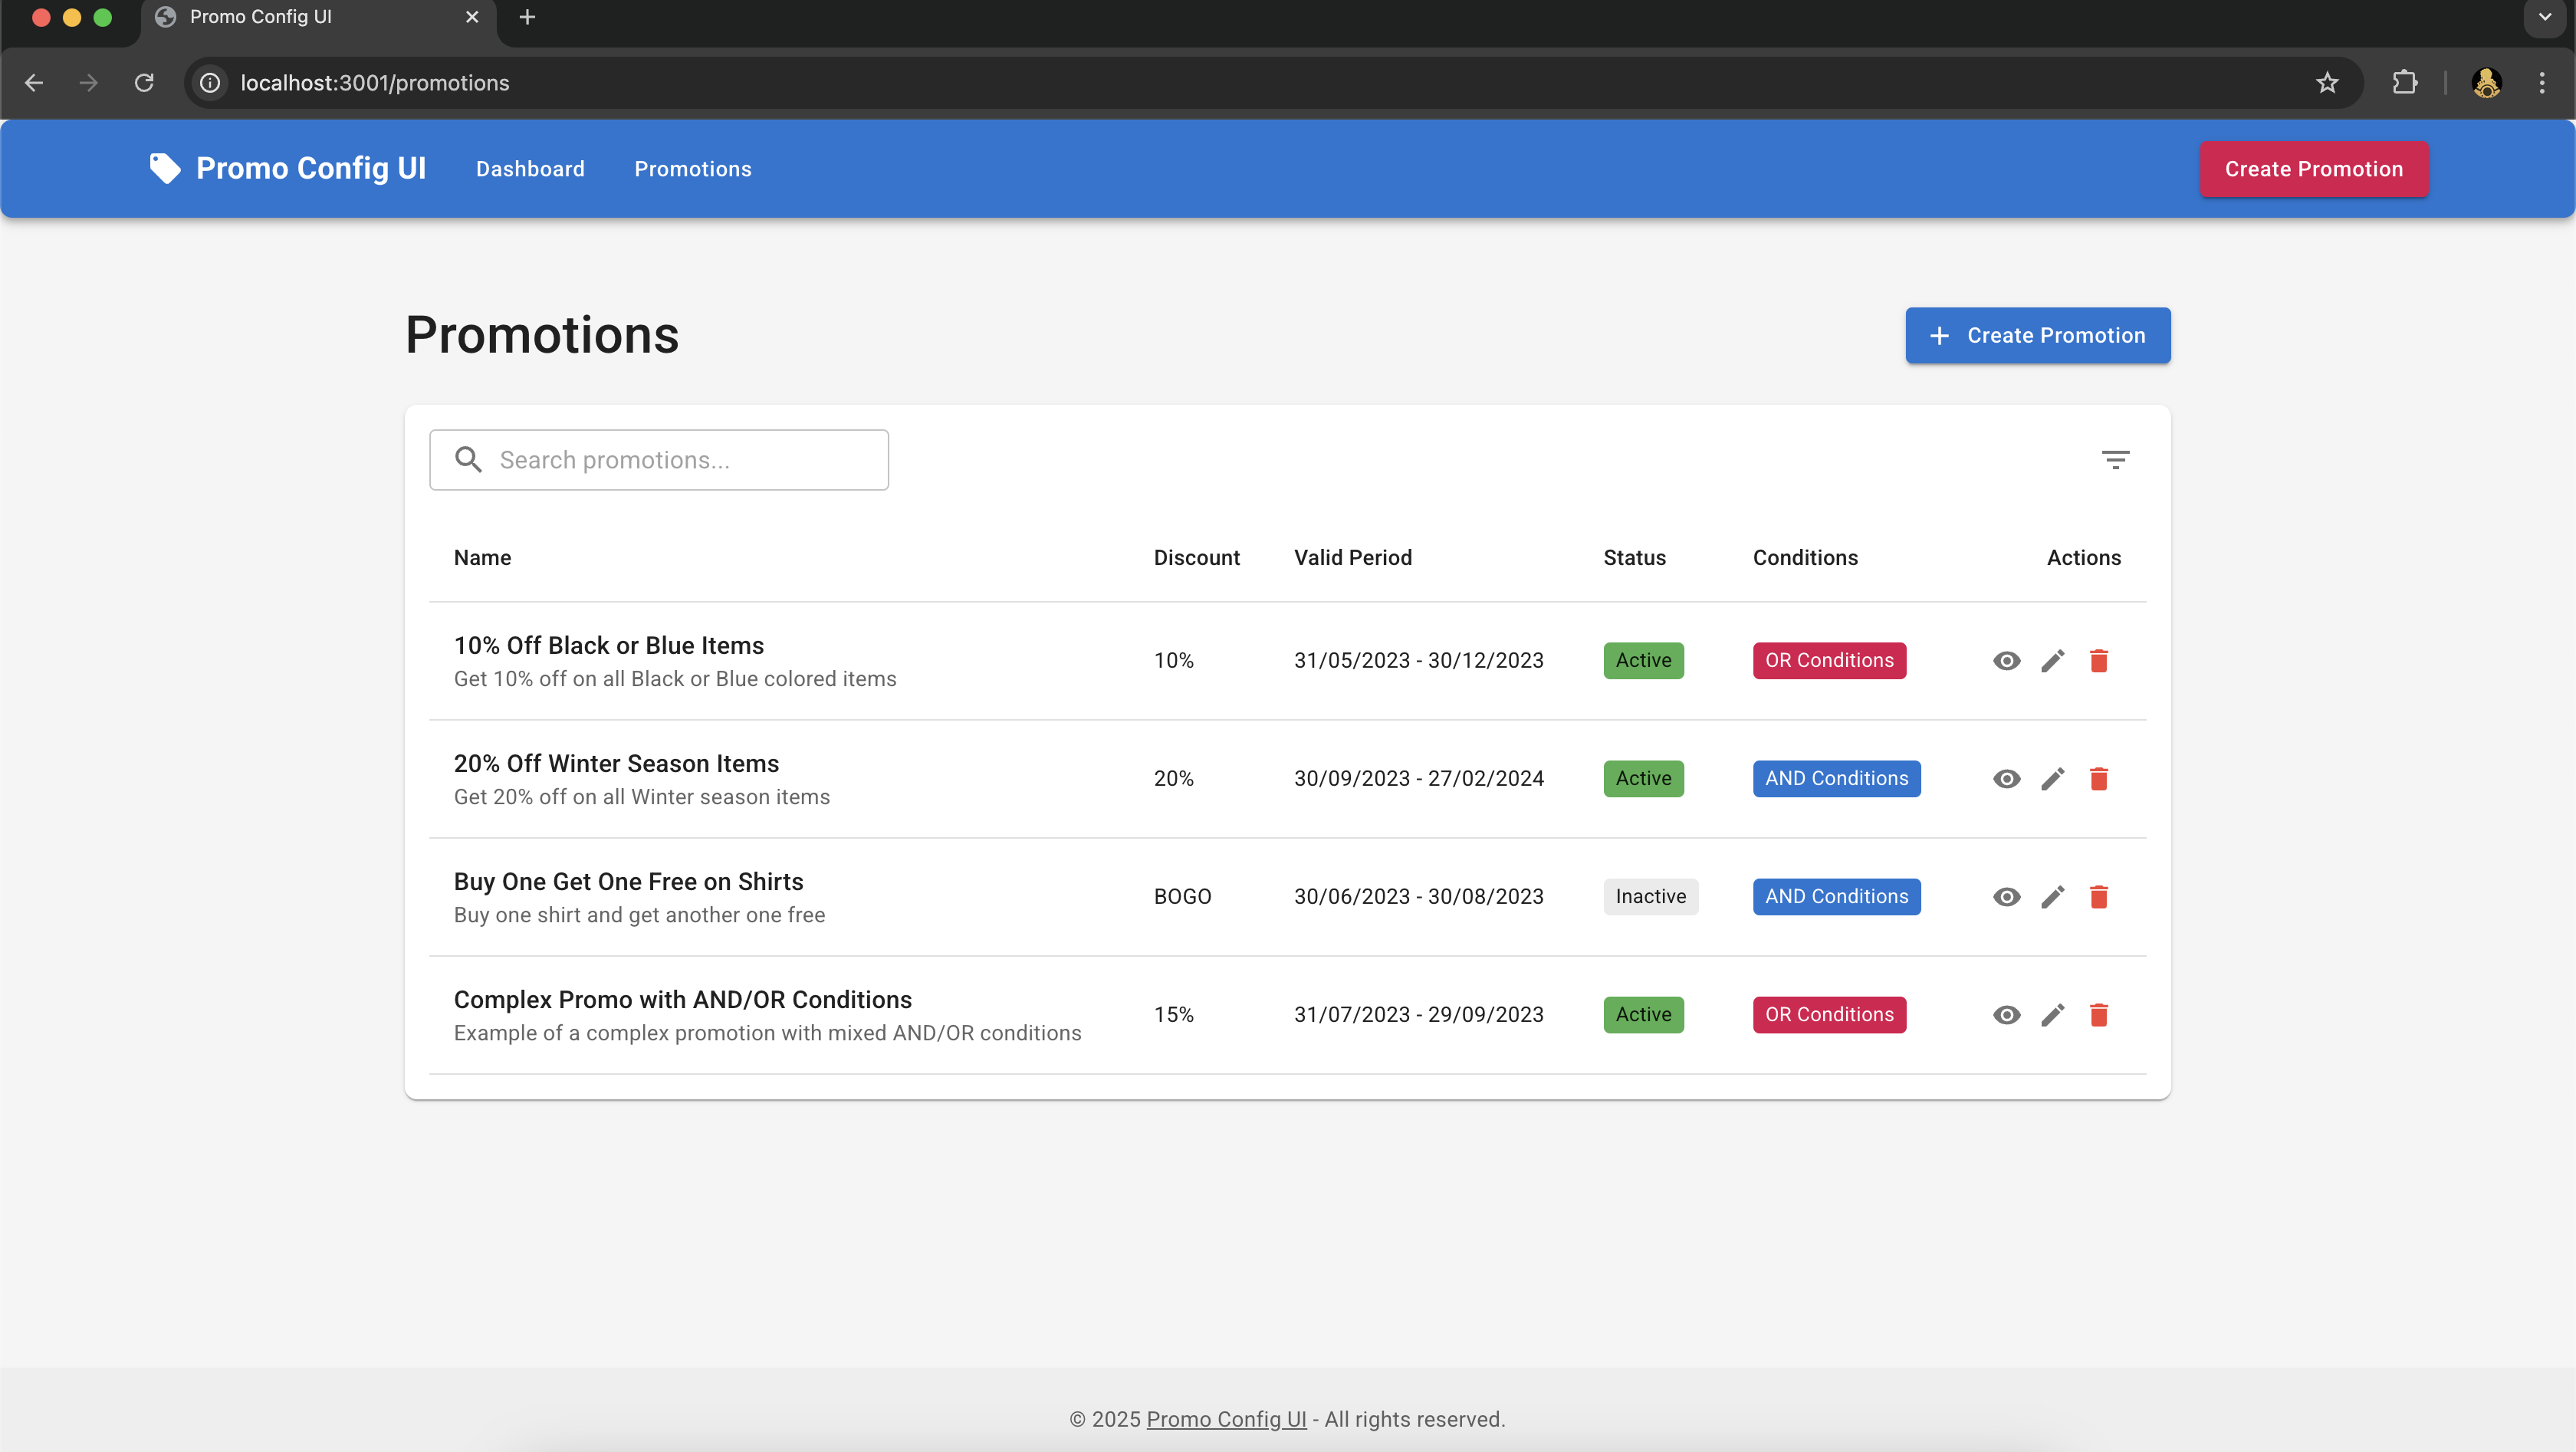 Promo Config UI
localhost:3001/promotions
Promo Config UI Dashboard Promotions Create Promotion
Promotions Create Promotion
Search promotions...
Name Discount Valid Period Status Conditions Actions
10% Off Black or Blue Items
Get 10% off on all Black or Blue colored items
10% 31/05/2023 - 30/12/2023 Active OR Conditions
20% Off Winter Season Items
Get 20% off on all Winter season items
20% 30/09/2023 - 27/02/2024 Active AND Conditions
Buy One Get One Free on Shirts
Buy one shirt and get another one free
BOGO 30/06/2023 - 30/08/2023 Inactive AND Conditions
Complex Promo with AND/OR Conditions
Example of a complex promotion with mixed AND/OR conditions
15% 31/07/2023 - 29/09/2023 Active OR Conditions
© 2025 Promo Config UI - All rights reserved.